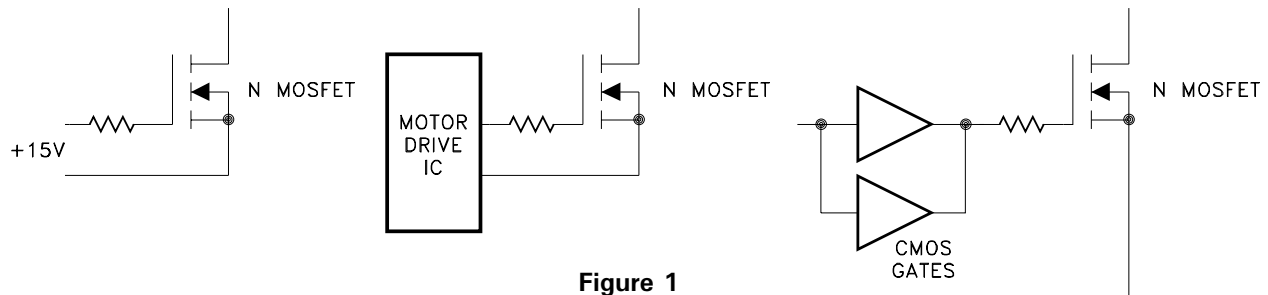 N MOSFET
+15V
MOTOR
DRIVE
IC
N MOSFET
N MOSFET
CMOS
GATES
Figure 1